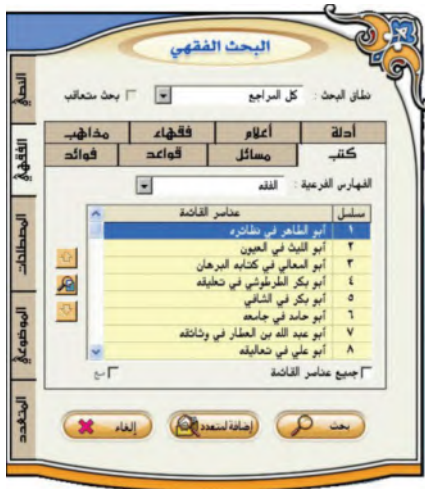 البحث الفقهي
نطاق البحث : كل المراجع بحث متعاقب
أدلة أعلام فقهاء مذاهب
كتب مسائل قواعد فوائد
الفهارس الفرعية : الفقه
مسلسل عناصر القائمة
١ أبو الطاهر في نظائره
٢ أبو الليث في العيون
٣ أبو المعالي في كتابه البرهان
٤ أبو بكر الطرطوشي في تعليقه
٥ أبو بكر في الشافي
٦ أبو حامد في جامعه
٧ أبو عبد الله بن العطار في وثائقه
٨ أبو علي في تعاليقه
جميع عناصر القائمة مع
بحث إضافة لمتعدد إلغاء
النصي
الفقهي
المصطلحات
الموضوعي
المتعدد